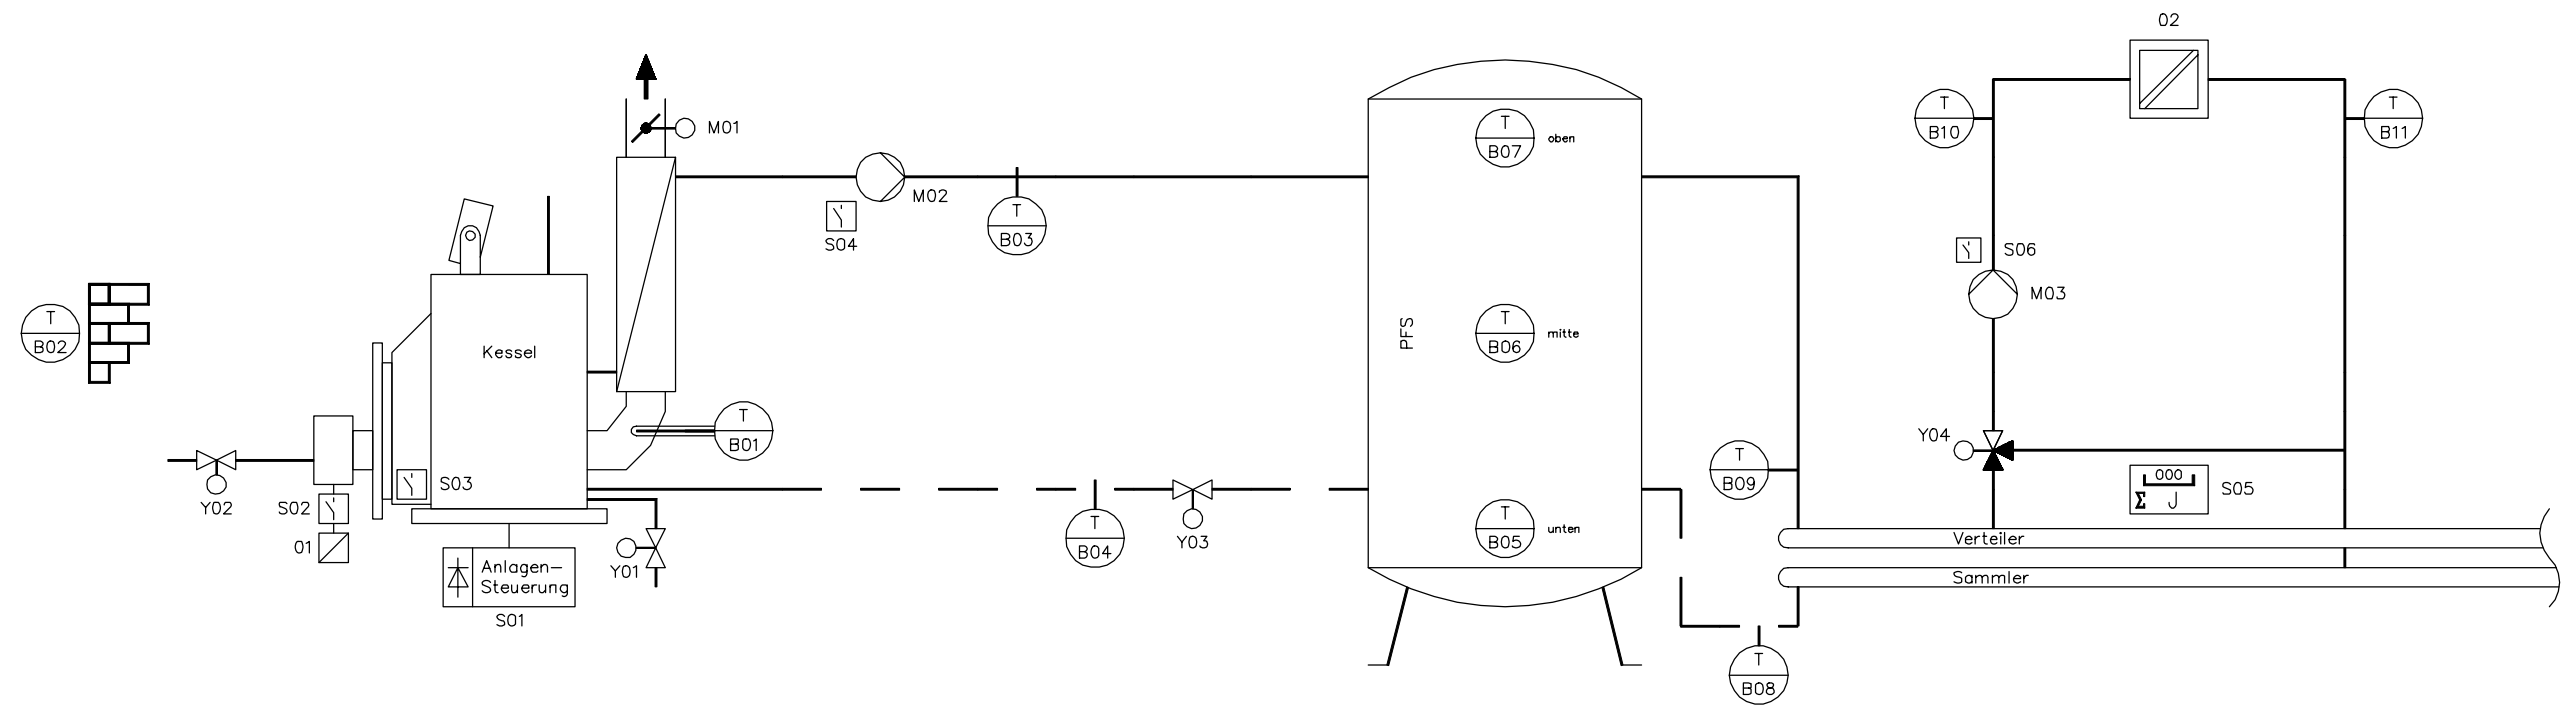 02
T
B10
T
B11
M01
T
B07
oben
M02
S04
T
B03
S06
M03
T
B02
Kessel
PFS
T
B06
mitte
T
B01
Y04
T
B09
000
Σ J
S05
Y02
S02
S03
01
T
B04
Y03
T
B05
unten
Verteiler
Y01
Anlagen-
Steuerung
S01
Sammler
T
B08